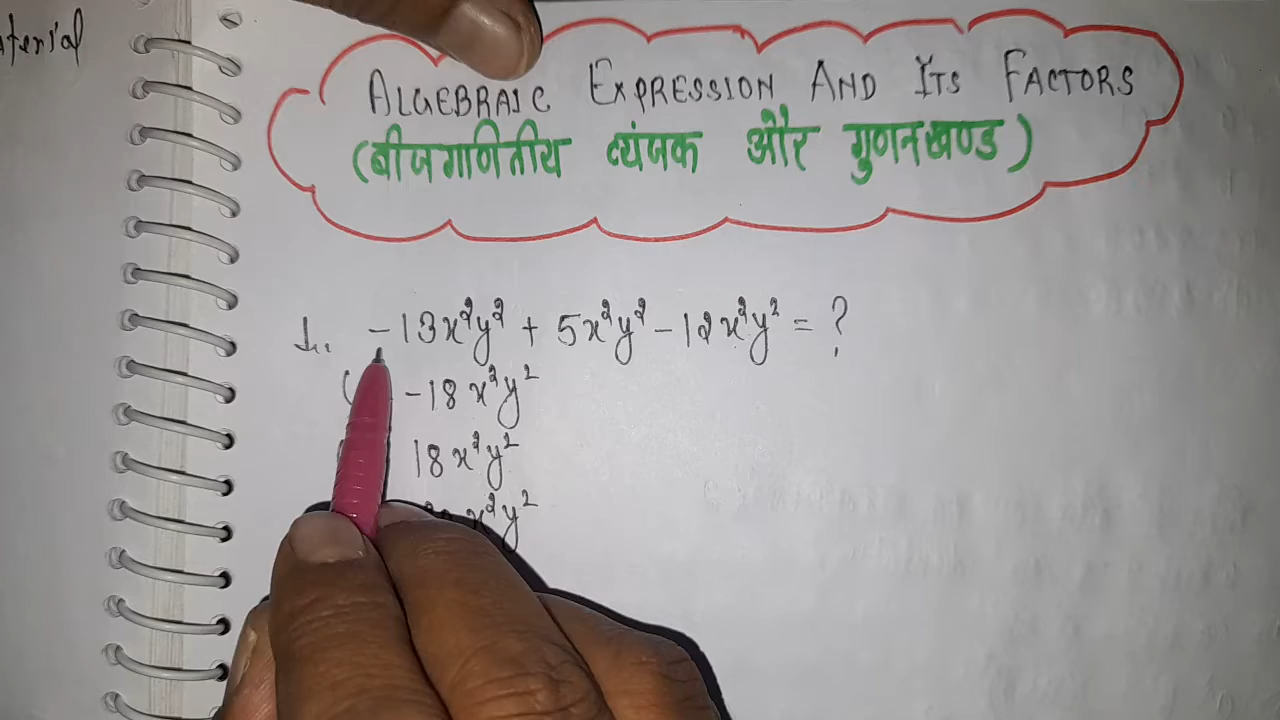 ALGEBRAIC EXPRESSION AND ITS FACTORS
(बीजगणितीय व्यंजक और गुणनखण्ड)
1. -13x²y² + 5x²y² - 12x²y² = ?
-18x²y²
18x²y²
x²y²